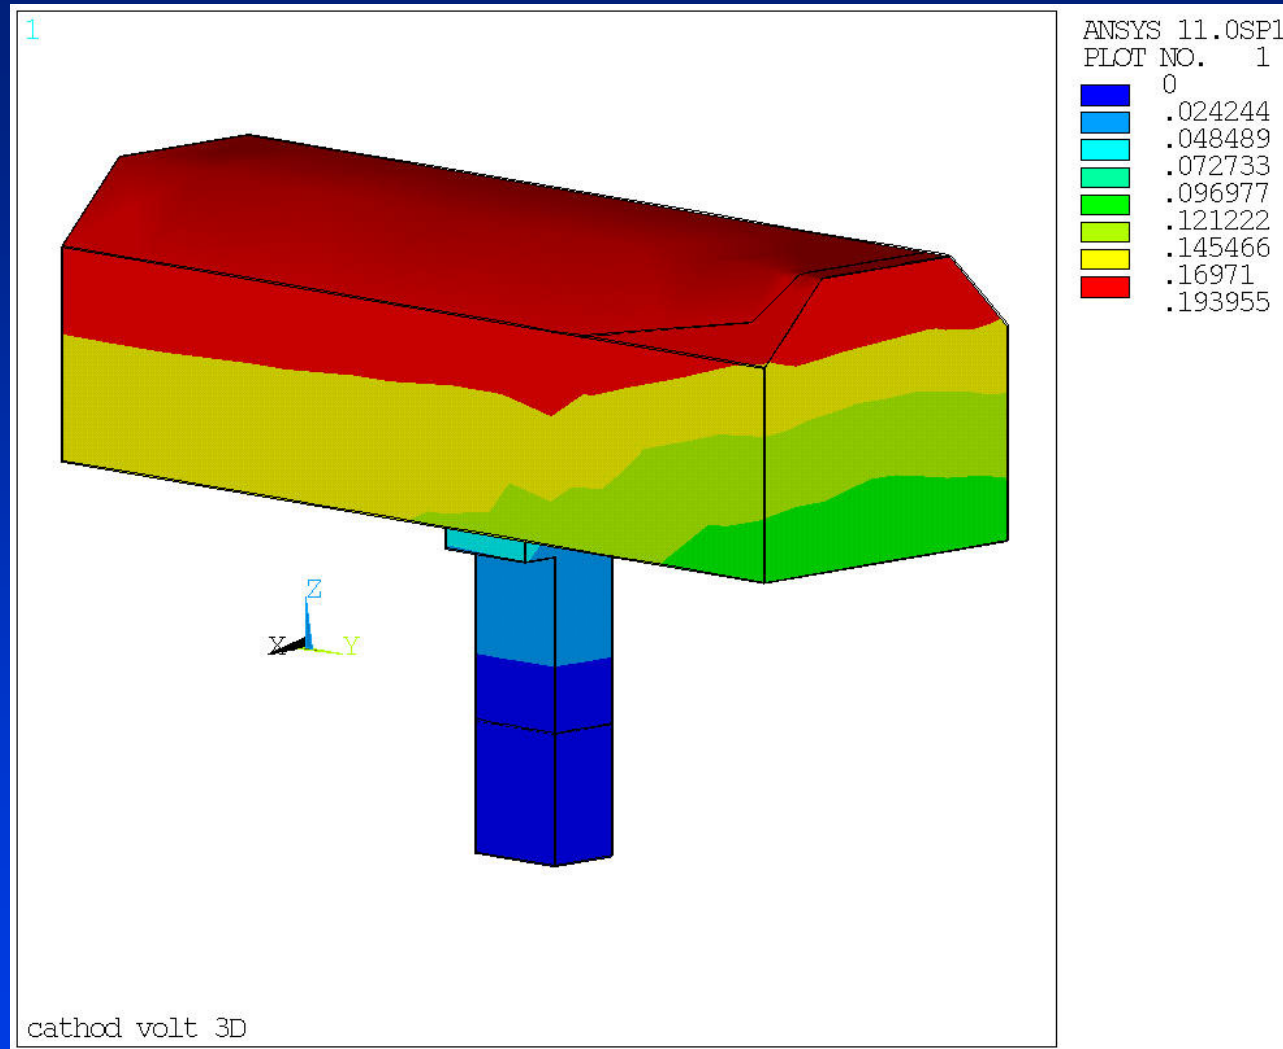 1
ANSYS 11.0SP1
PLOT NO. 1
0
.024244
.048489
.072733
.096977
.121222
.145466
.16971
.193955
Z
X
Y
cathod volt 3D